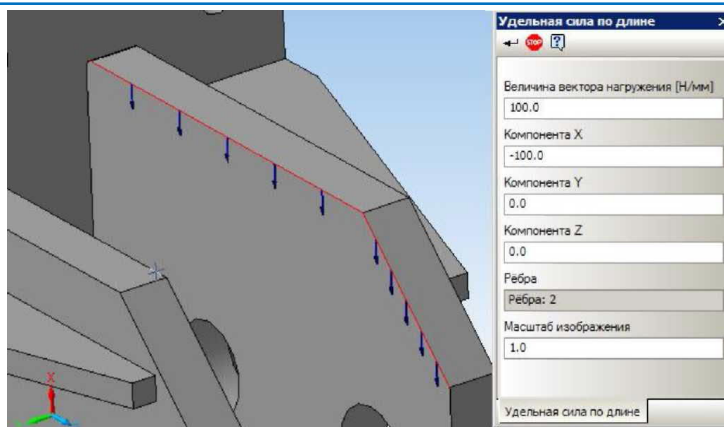 Удельная сила по длине
STOP
Величина вектора нагружения [Н/мм]
100.0
Компонента X
-100.0
Компонента Y
0.0
Компонента Z
0.0
Рёбра
Рёбра: 2
Масштаб изображения
1.0
Удельная сила по длине
X